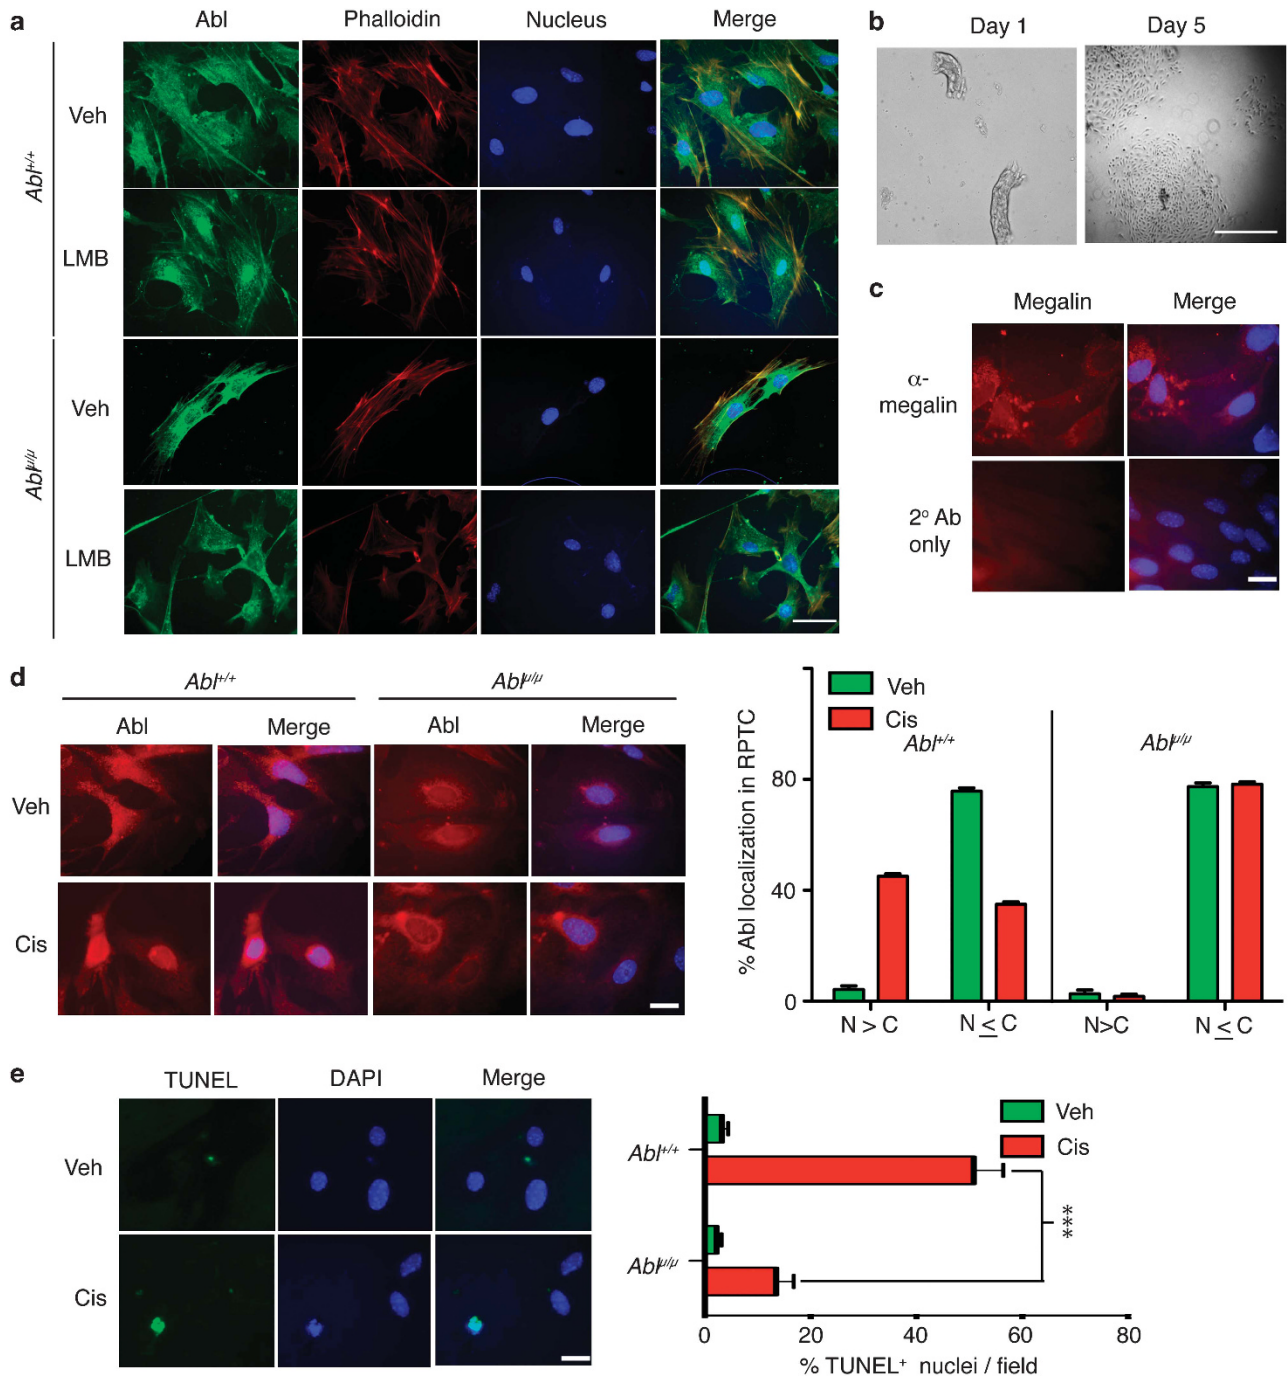 a
Abl Phalloidin Nucleus Merge
Abl+/+
Veh
LMB
Ablμ/μ
Veh
LMB
b
Day 1 Day 5
c
Megalin Merge
α-
megalin
2o Ab
only
d
Abl+/+ Ablμ/μ
Abl Merge Abl Merge
Veh
Cis
% Abl localization in RPTC
Veh
Cis
Abl+/+ Ablμ/μ
80
40
0
N > C N ≤ C N>C N ≤ C
e
TUNEL DAPI Merge
Veh
Cis
Veh
Cis
Abl+/+
Ablμ/μ
***
0 20 40 60 80
% TUNEL+ nuclei / field